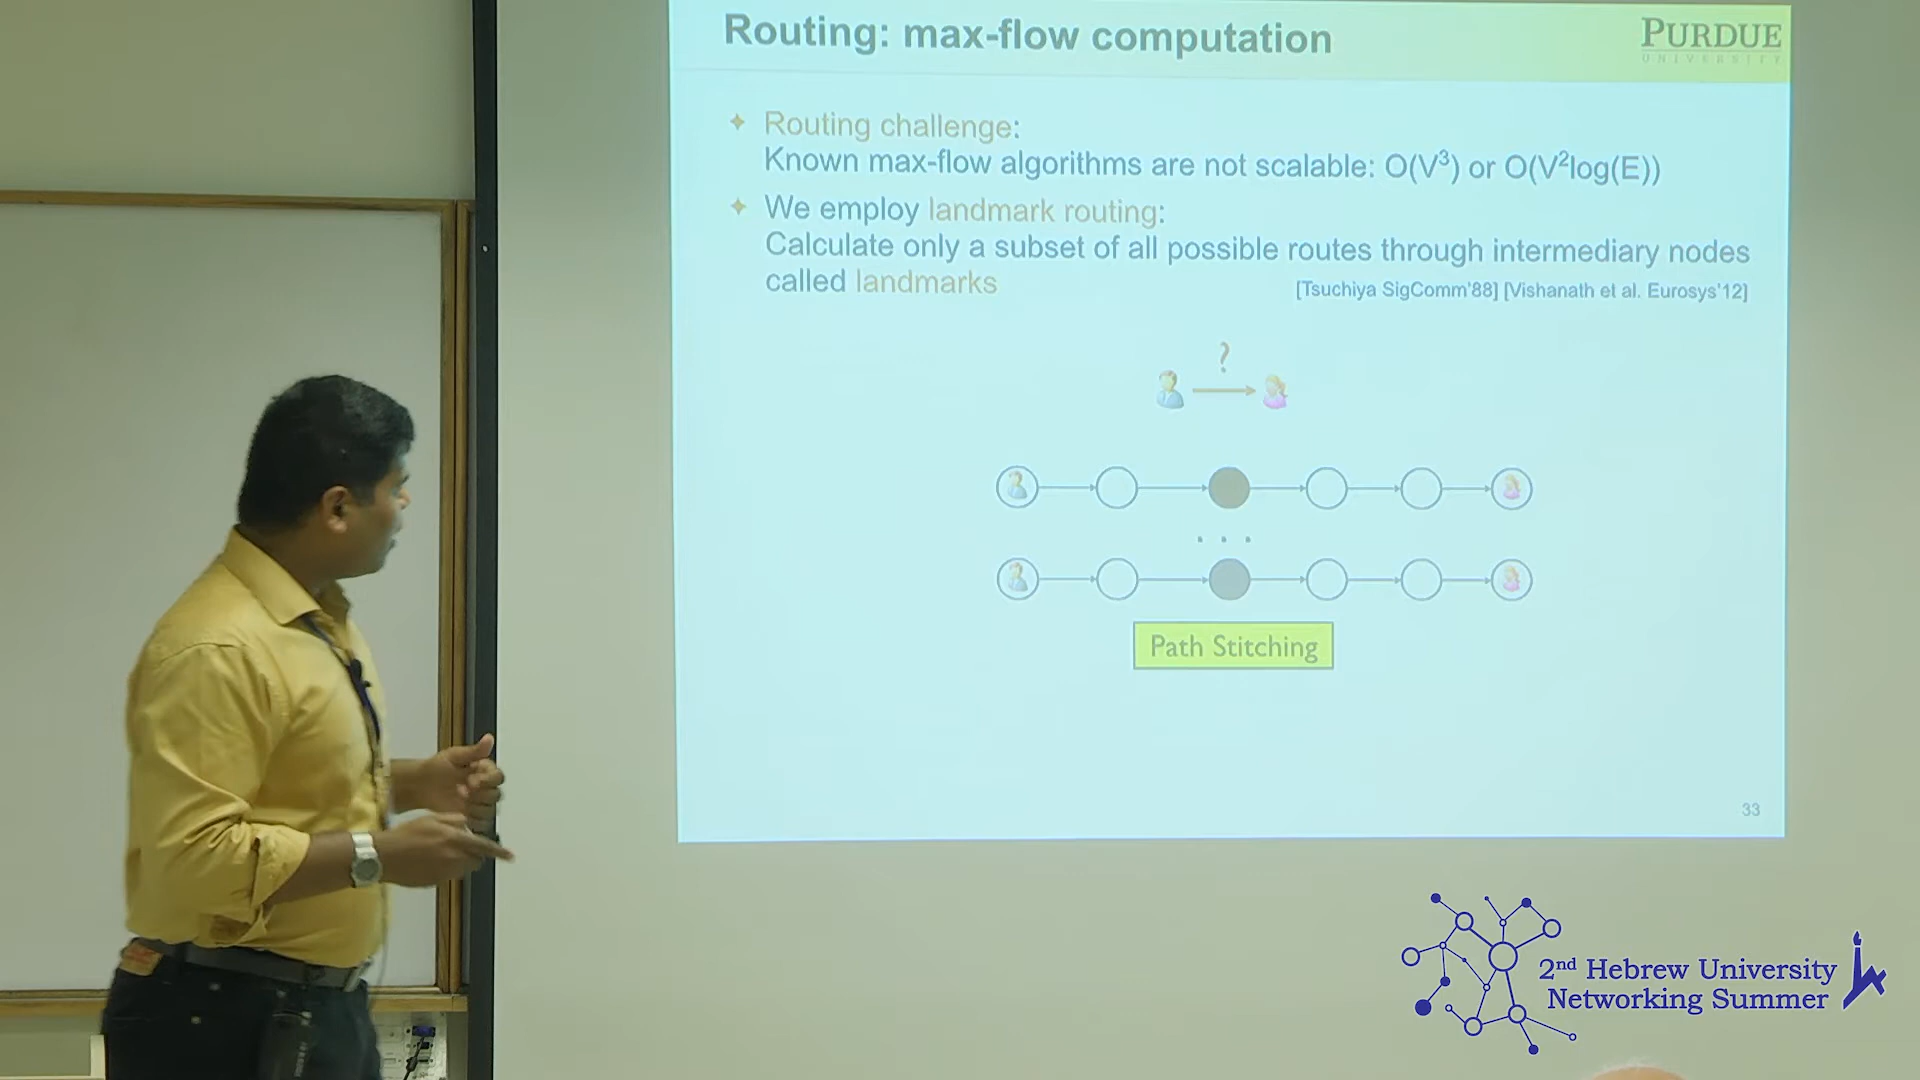 Routing: max-flow computation
PURDUE
UNIVERSITY
Routing challenge:
Known max-flow algorithms are not scalable: O(V³) or O(V²log(E))
We employ landmark routing:
Calculate only a subset of all possible routes through intermediary nodes
called landmarks
[Tsuchiya SigComm'88] [Vishanath et al. Eurosys'12]
?
. . .
Path Stitching
33
2nd Hebrew University
Networking Summer